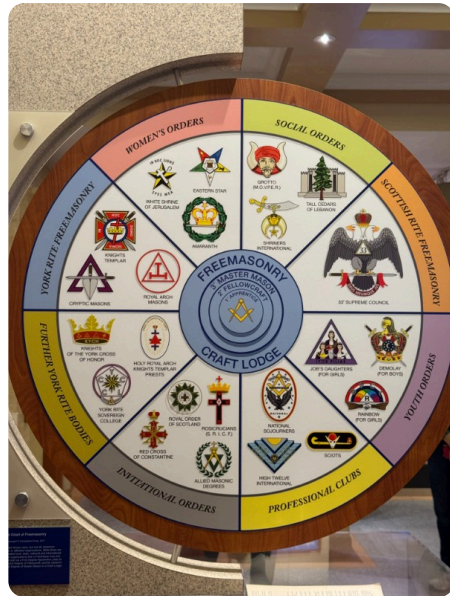 WOMEN'S ORDERS
IN HOC SIGNO
WHITE SHRINE
OF JERUSALEM
EASTERN STAR
AMARANTH
SOCIAL ORDERS
GROTTO
(M.O.V.P.E.R.)
TALL CEDARS
OF LEBANON
SHRINERS
INTERNATIONAL
SCOTTISH RITE FREEMASONRY
33° SUPREME COUNCIL
YOUTH ORDERS
JOB'S DAUGHTERS
(FOR GIRLS)
DEMOLAY
(FOR BOYS)
RAINBOW
(FOR GIRLS)
PROFESSIONAL CLUBS
NATIONAL
SOJOURNERS
HIGH TWELVE
INTERNATIONAL
SCIOTS
INVITATIONAL ORDERS
ROYAL ORDER
OF SCOTLAND
ROSICRUCIANS
(S. R. I. C. F.)
RED CROSS
OF CONSTANTINE
ALLIED MASONIC
DEGREES
FURTHER YORK RITE BODIES
KNIGHTS
OF THE YORK CROSS
OF HONOR
HOLY ROYAL ARCH
KNIGHTS TEMPLAR
PRIESTS
YORK RITE
SOVEREIGN
COLLEGE
YORK RITE FREEMASONRY
KNIGHTS
TEMPLAR
CRYPTIC MASONS
ROYAL ARCH
MASONS
FREEMASONRY
3° MASTER MASON
2° FELLOWCRAFT
1° APPRENTICE
G
CRAFT LODGE